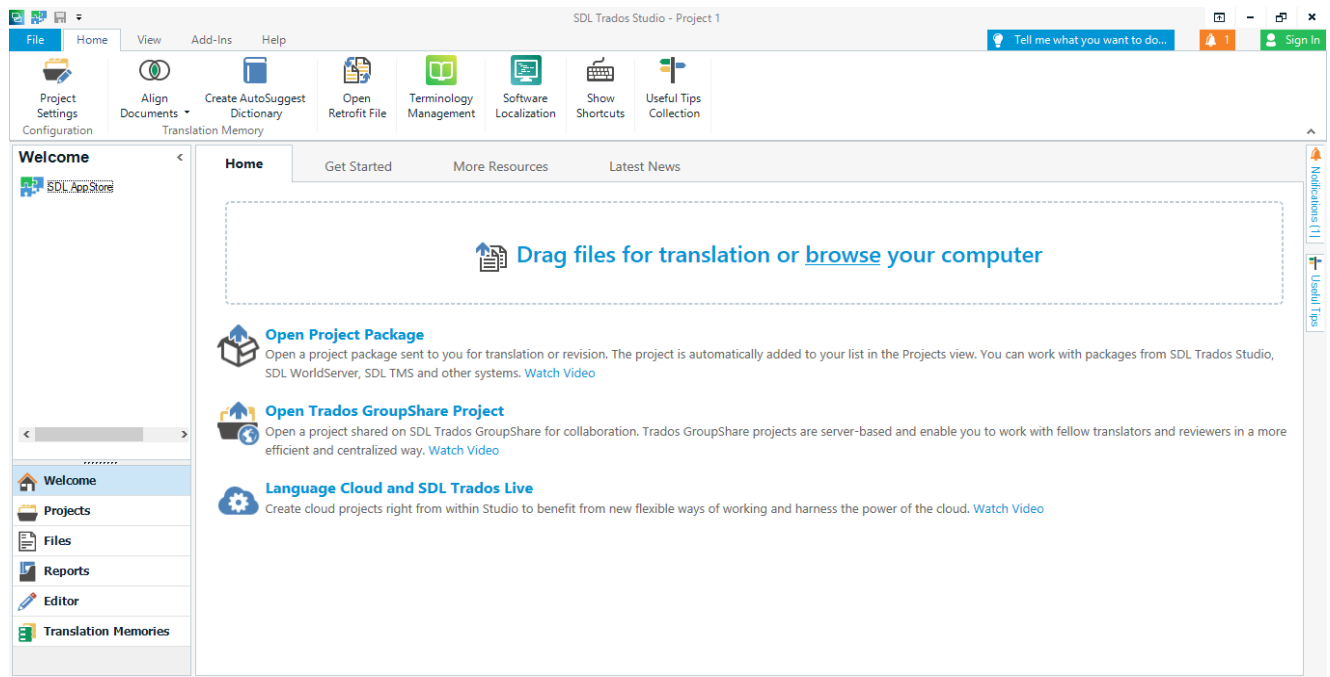 SDL Trados Studio - Project 1
File Home View Add-Ins Help
Tell me what you want to do...
1
Sign In
Project Settings
Align Documents
Create AutoSuggest Dictionary
Open Retrofit File
Terminology Management
Software Localization
Show Shortcuts
Useful Tips Collection
Configuration
Translation Memory
Welcome
SDL AppStore
Home Get Started More Resources Latest News
Drag files for translation or browse your computer
Open Project Package
Open a project package sent to you for translation or revision. The project is automatically added to your list in the Projects view. You can work with packages from SDL Trados Studio,
SDL WorldServer, SDL TMS and other systems. Watch Video
Open Trados GroupShare Project
Open a project shared on SDL Trados GroupShare for collaboration. Trados GroupShare projects are server-based and enable you to work with fellow translators and reviewers in a more
efficient and centralized way. Watch Video
Language Cloud and SDL Trados Live
Create cloud projects right from within Studio to benefit from new flexible ways of working and harness the power of the cloud. Watch Video
Welcome
Projects
Files
Reports
Editor
Translation Memories
Notifications (1)
Useful Tips